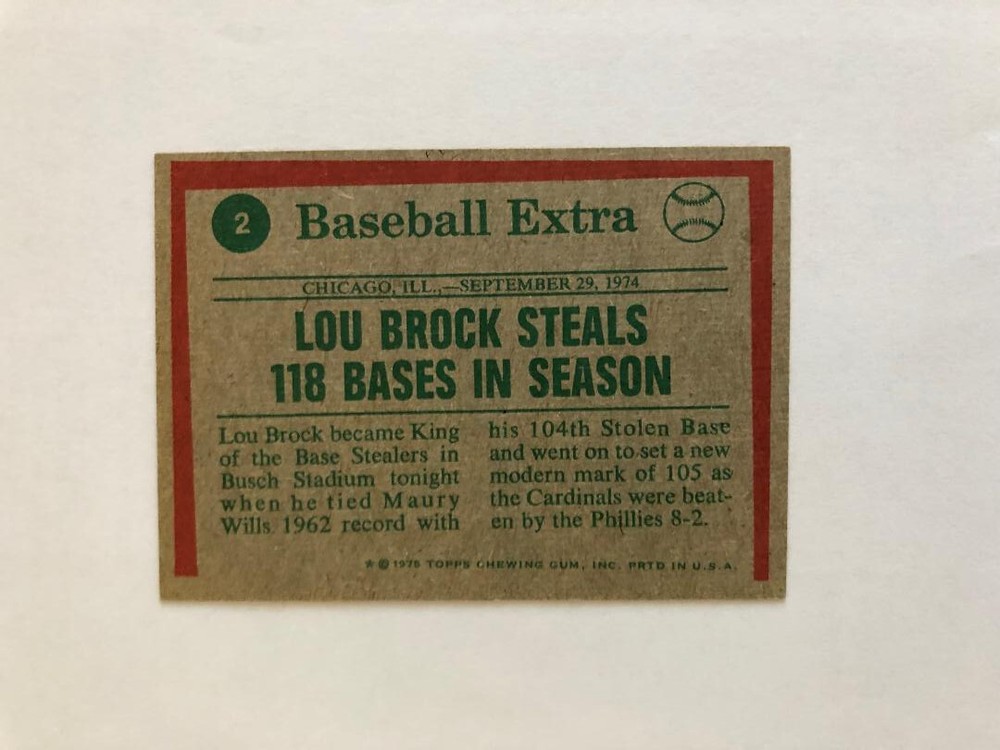 2
Baseball Extra
CHICAGO, ILL.,—SEPTEMBER 29, 1974
LOU BROCK STEALS
118 BASES IN SEASON
Lou Brock became King
of the Base Stealers in
Busch Stadium tonight
when he tied Maury
Wills 1962 record with
his 104th Stolen Base
and went on to set a new
modern mark of 105 as
the Cardinals were beat-
en by the Phillies 8-2.
★ © 1975 TOPPS CHEWING GUM, INC. PRTD IN U.S.A.